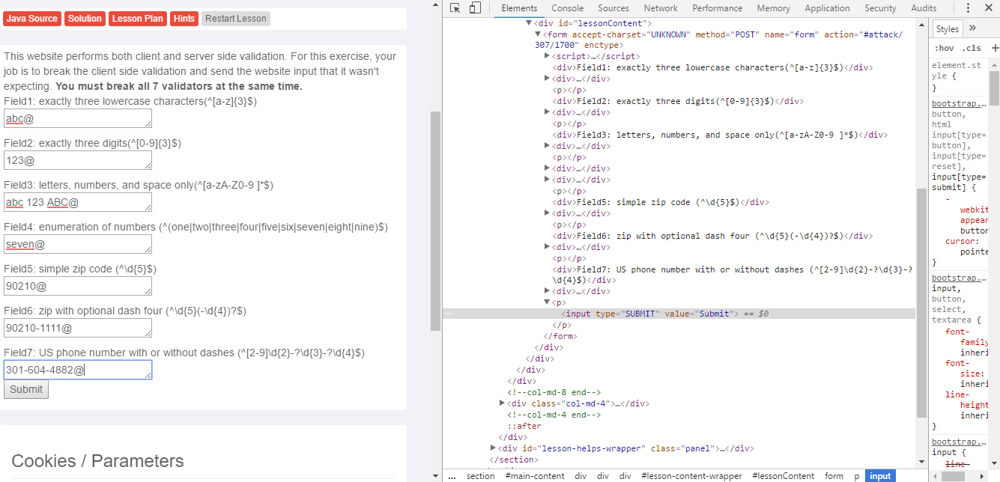 Java Source Solution Lesson Plan Hints Restart Lesson
This website performs both client and server side validation. For this exercise, your
job is to break the client side validation and send the website input that it wasn't
expecting. You must break all 7 validators at the same time.
Field1: exactly three lowercase characters(^[a-z]{3}$)
abc@
Field2: exactly three digits(^[0-9]{3}$)
123@
Field3: letters, numbers, and space only(^[a-zA-Z0-9 ]*$)
abc 123 ABC@
Field4: enumeration of numbers (^(one|two|three|four|five|six|seven|eight|nine)$)
seven@
Field5: simple zip code (^\d{5}$)
90210@
Field6: zip with optional dash four (^\d{5}(-\d{4})?$)
90210-1111@
Field7: US phone number with or without dashes (^[2-9]\d{2}-?\d{3}-?\d{4}$)
301-604-4882@
Submit
Cookies / Parameters
Elements Console Sources Network Performance Memory Application Security Audits
<div id="lessonContent">
<form accept-charset="UNKNOWN" method="POST" name="form" action="#attack/
307/1700" enctype>
<script>…</script>
<div>Field1: exactly three lowercase characters(^[a-z]{3}$)</div>
<div>…</div>
<p></p>
<div>Field2: exactly three digits(^[0-9]{3}$)</div>
<div>…</div>
<p></p>
<div>Field3: letters, numbers, and space only(^[a-zA-Z0-9 ]*$)</div>
<div>…</div>
<p></p>
<div>…</div>
<div>…</div>
<p></p>
<div>Field5: simple zip code (^\d{5}$)</div>
<div>…</div>
<p></p>
<div>Field6: zip with optional dash four (^\d{5}(-\d{4})?$)</div>
<div>…</div>
<p></p>
<div>Field7: US phone number with or without dashes (^[2-9]\d{2}-?\d{3}-?
\d{4}$)</div>
<div>…</div>
<p>
… <input type="SUBMIT" value="Submit"> == $0
</p>
</form>
</div>
</div>
</div>
</div>
<!--col-md-8 end-->
<div class="col-md-4">…</div>
<!--col-md-4 end-->
::after
</div>
<div id="lesson-helps-wrapper" class="panel">…</div>
</section>
... section #main-content div div div #lesson-content-wrapper #lessonContent form p input
Styles »
:hov .cls +
element.st
yle {
}
bootstrap.…
button,
html
input[type=
button],
input[type=
reset],
input[type=
submit] {
-
webkit
appear
button
cursor:
pointe
}
bootstrap.…
input,
button,
select,
textarea {
font-
family
inheri
font-
size:
inheri
line-
height
inheri
}
bootstrap.…
input {
line-